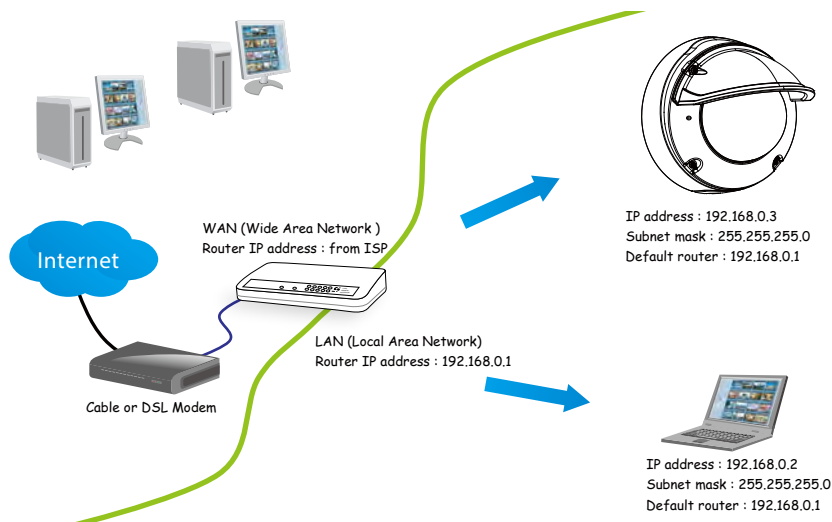 WAN (Wide Area Network )
Router IP address : from ISP
Internet
LAN (Local Area Network)
Router IP address : 192.168.0.1
Cable or DSL Modem
IP address : 192.168.0.3
Subnet mask : 255.255.255.0
Default router : 192.168.0.1
IP address : 192.168.0.2
Subnet mask : 255.255.255.0
Default router : 192.168.0.1